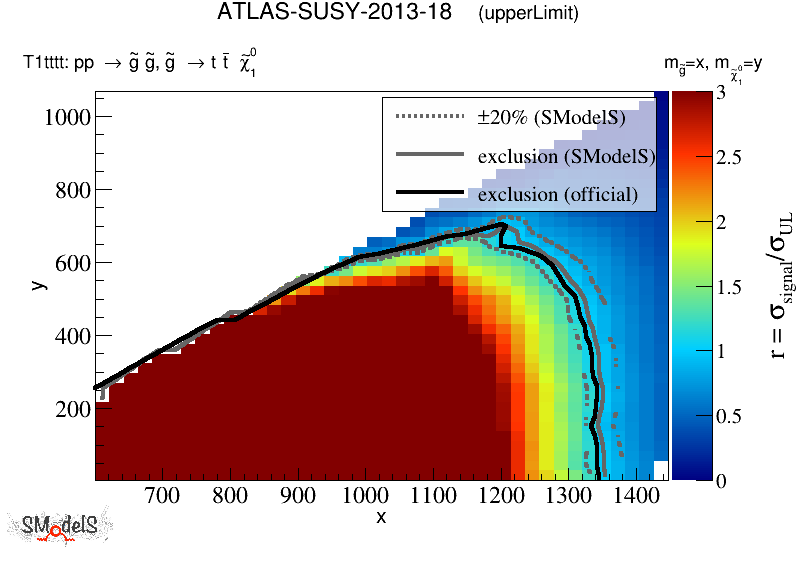 ATLAS-SUSY-2013-18 (upperLimit)
T1tttt: pp → g̃ g̃, g̃ → t t̄ χ̃₁⁰
m_g̃=x, m_χ̃₁⁰=y
±20% (SModelS)
exclusion (SModelS)
exclusion (official)
1000
800
600
400
200
y
700 800 900 1000 1100 1200 1300 1400
x
3
2.5
2
1.5
1
0.5
0
r = σ_signal/σ_UL
SModelS